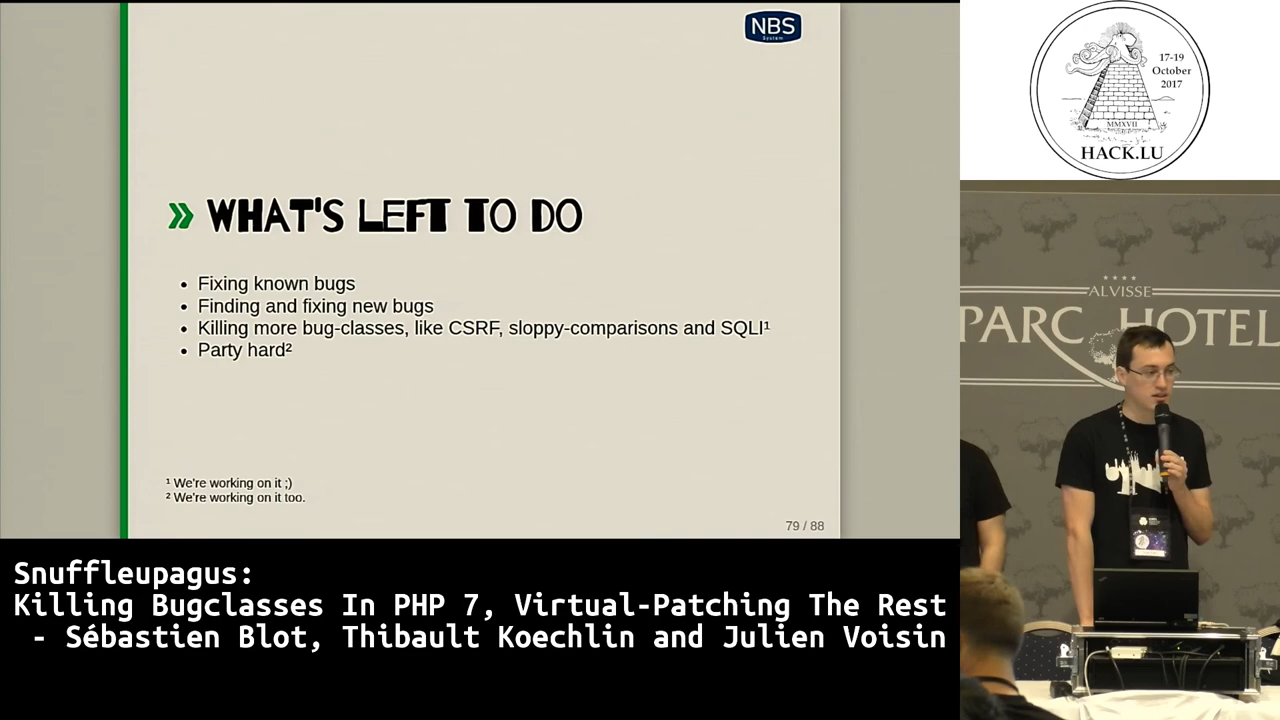 NBS
System
» WHAT'S LEFT TO DO
• Fixing known bugs
• Finding and fixing new bugs
• Killing more bug-classes, like CSRF, sloppy-comparisons and SQLI¹
• Party hard²
¹ We're working on it ;)
² We're working on it too.
79 / 88
17-19
October
2017
MMXVII
HACK.LU
ALVISSE
PARC HOTEL
Snuffleupagus:
Killing Bugclasses In PHP 7, Virtual-Patching The Rest
- Sébastien Blot, Thibault Koechlin and Julien Voisin